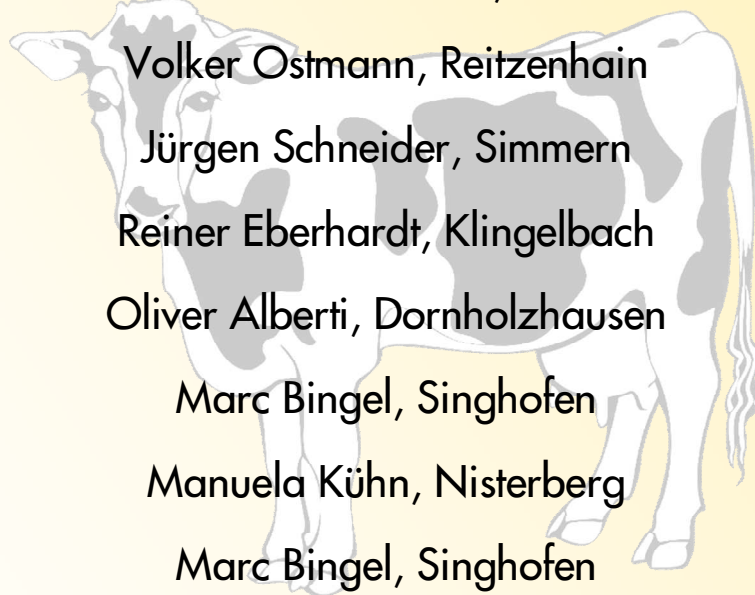 Volker Ostmann, Reitzenhain
Jürgen Schneider, Simmern
Reiner Eberhardt, Klingelbach
Oliver Alberti, Dornholzhausen
Marc Bingel, Singhofen
Manuela Kühn, Nisterberg
Marc Bingel, Singhofen